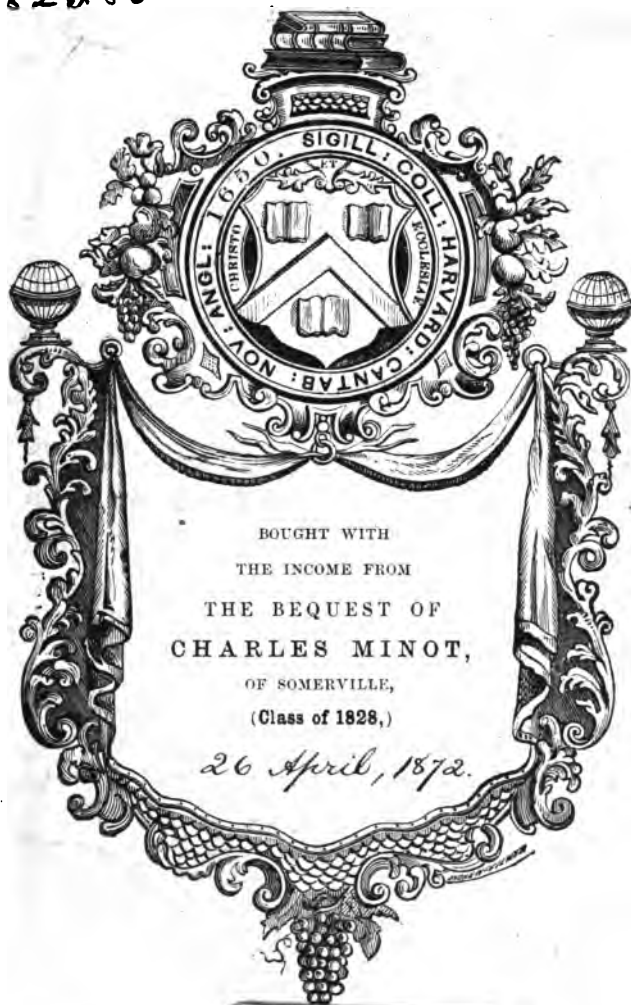 SIGILL: COLL: HARVARD: CANTAB: NOV: ANGL: 1650.
ET
CHRISTO
ECCLESIAE
BOUGHT WITH
THE INCOME FROM
THE BEQUEST OF
CHARLES MINOT,
OF SOMERVILLE,
(Class of 1828,)
26 April, 1872.